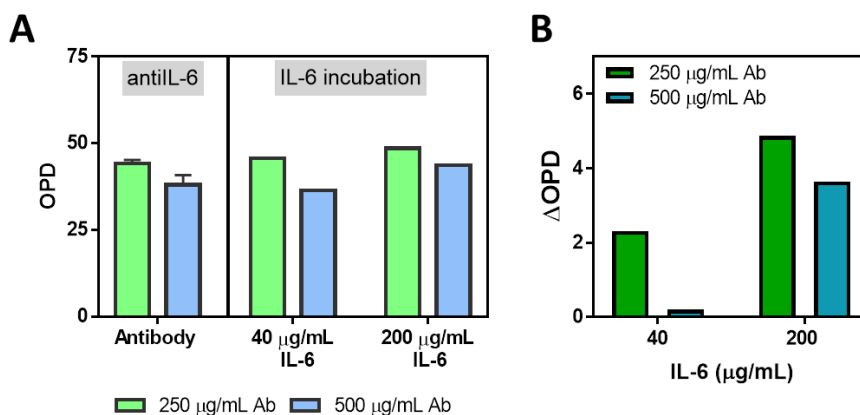 A
75
50
25
0
OPD
antiIL-6
IL-6 incubation
Antibody
40 µg/mL
IL-6
200 µg/mL
IL-6
250 µg/mL Ab
500 µg/mL Ab
B
250 µg/mL Ab
500 µg/mL Ab
6
4
2
0
ΔOPD
40
200
IL-6 (µg/mL)